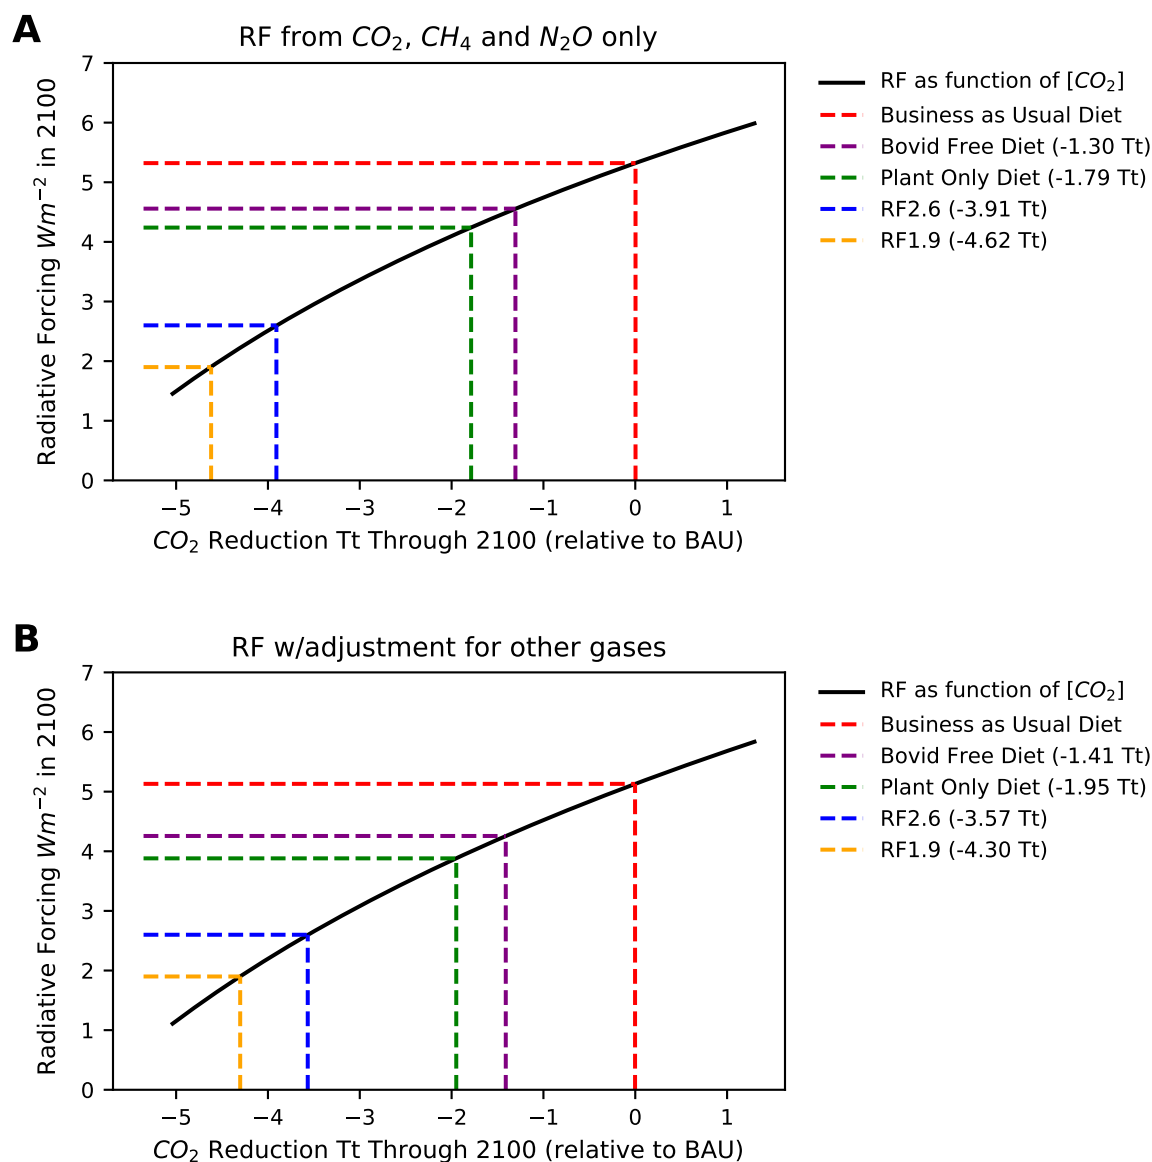 A
RF from CO₂, CH₄ and N₂O only
7
6
5
4
3
2
1
0
Radiative Forcing Wm⁻² in 2100
−5 −4 −3 −2 −1 0 1
CO₂ Reduction Tt Through 2100 (relative to BAU)
RF as function of [CO₂]
Business as Usual Diet
Bovid Free Diet (-1.30 Tt)
Plant Only Diet (-1.79 Tt)
RF2.6 (-3.91 Tt)
RF1.9 (-4.62 Tt)
B
RF w/adjustment for other gases
7
6
5
4
3
2
1
0
Radiative Forcing Wm⁻² in 2100
−5 −4 −3 −2 −1 0 1
CO₂ Reduction Tt Through 2100 (relative to BAU)
RF as function of [CO₂]
Business as Usual Diet
Bovid Free Diet (-1.41 Tt)
Plant Only Diet (-1.95 Tt)
RF2.6 (-3.57 Tt)
RF1.9 (-4.30 Tt)